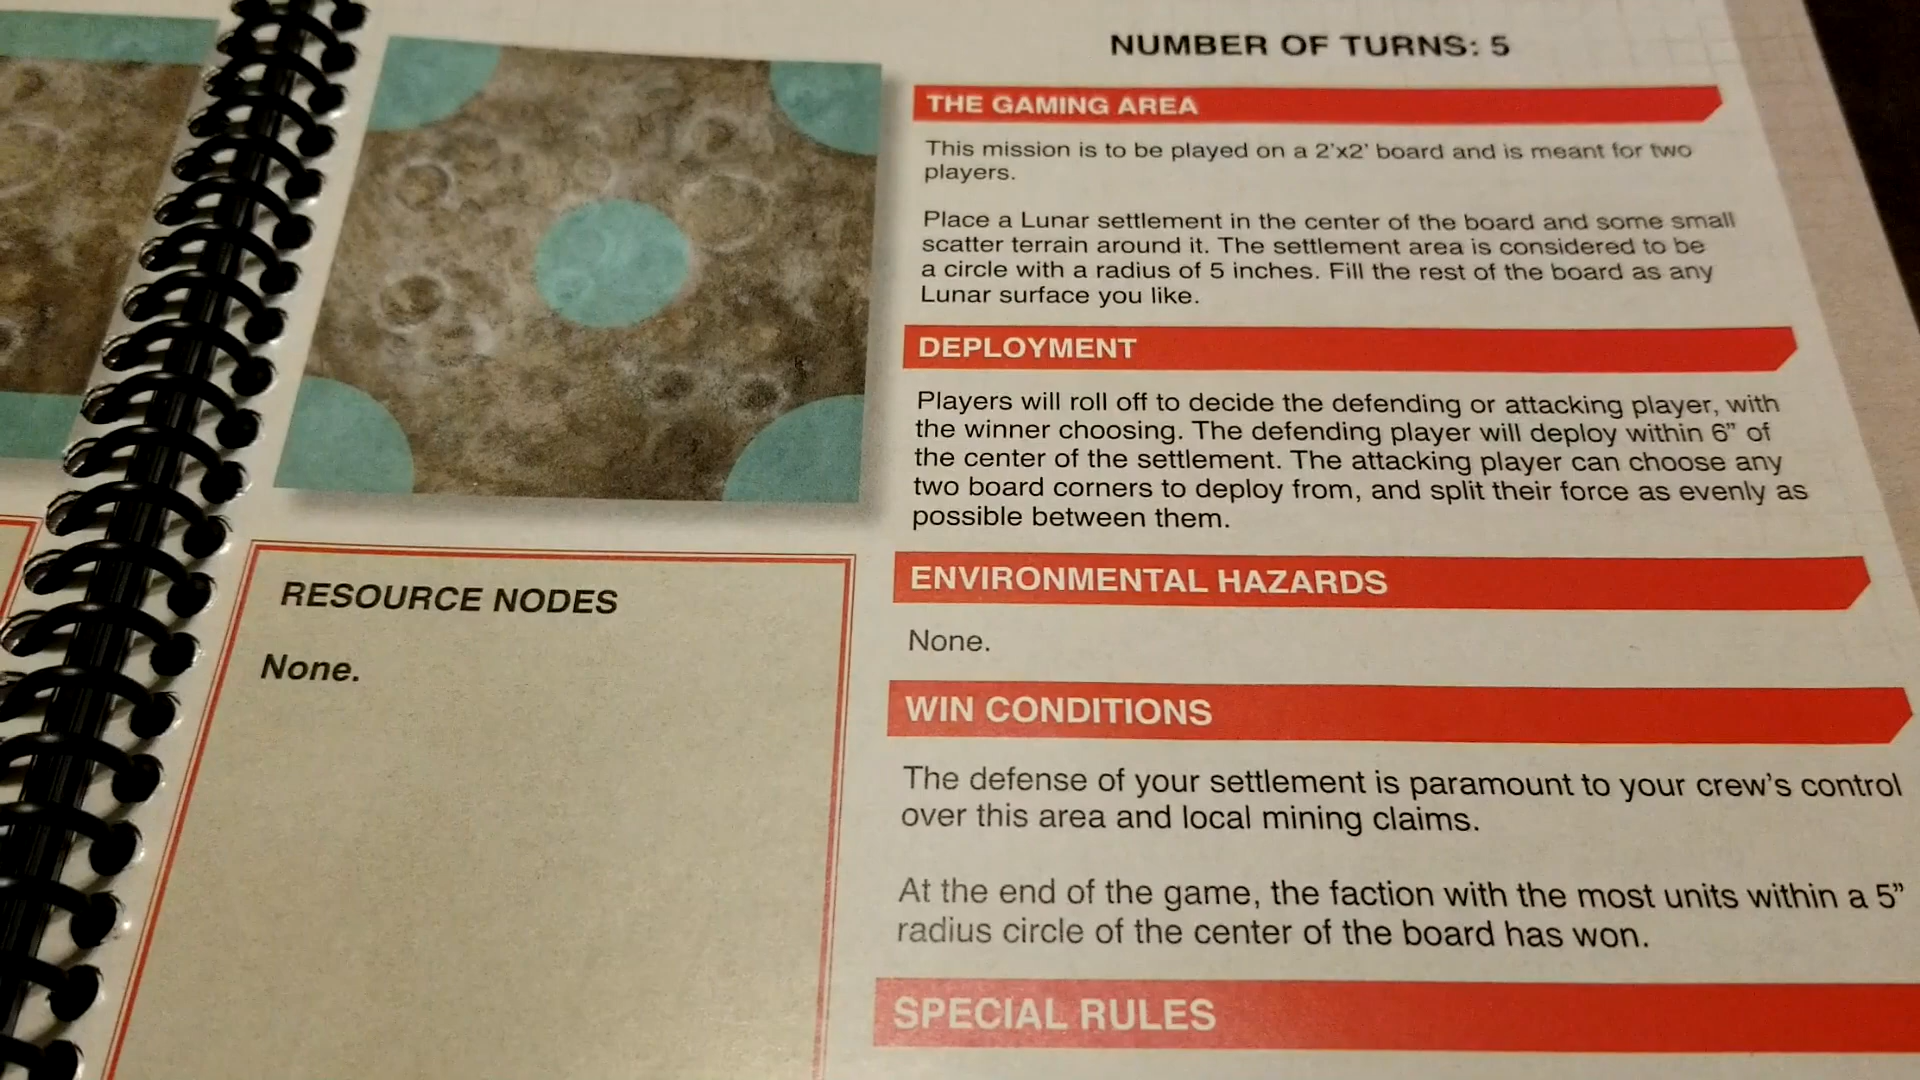 NUMBER OF TURNS: 5
THE GAMING AREA
This mission is to be played on a 2'x2' board and is meant for two
players.
Place a Lunar settlement in the center of the board and some small
scatter terrain around it. The settlement area is considered to be
a circle with a radius of 5 inches. Fill the rest of the board as any
Lunar surface you like.
DEPLOYMENT
Players will roll off to decide the defending or attacking player, with
the winner choosing. The defending player will deploy within 6” of
the center of the settlement. The attacking player can choose any
two board corners to deploy from, and split their force as evenly as
possible between them.
RESOURCE NODES
None.
ENVIRONMENTAL HAZARDS
None.
WIN CONDITIONS
The defense of your settlement is paramount to your crew's control
over this area and local mining claims.
At the end of the game, the faction with the most units within a 5”
radius circle of the center of the board has won.
SPECIAL RULES